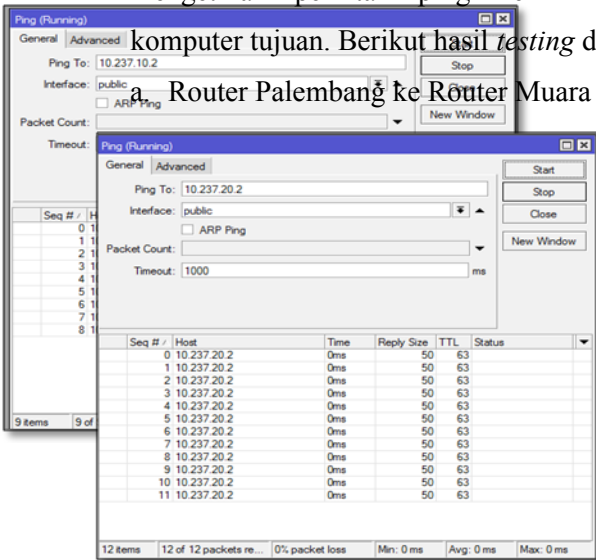 komputer tujuan. Berikut hasil testing d
a. Router Palembang ke Router Muara
Ping (Running)
General Advanced
Ping To: 10.237.10.2
Interface: public
ARP Ping
Packet Count:
Timeout:
Stop
New Window
Seq #
0
1
2
3
4
5
6
7
8
9 items 9 of
Ping (Running)
General Advanced
Ping To: 10.237.20.2
Interface: public
ARP Ping
Packet Count:
Timeout: 1000 ms
Start
Stop
Close
New Window
Seq # Host Time Reply Size TTL Status
0 10.237.20.2 0ms 50 63
1 10.237.20.2 0ms 50 63
2 10.237.20.2 0ms 50 63
3 10.237.20.2 0ms 50 63
4 10.237.20.2 0ms 50 63
5 10.237.20.2 0ms 50 63
6 10.237.20.2 0ms 50 63
7 10.237.20.2 0ms 50 63
8 10.237.20.2 0ms 50 63
9 10.237.20.2 0ms 50 63
10 10.237.20.2 0ms 50 63
11 10.237.20.2 0ms 50 63
12 items 12 of 12 packets re... 0% packet loss Min: 0 ms Avg: 0 ms Max: 0 ms